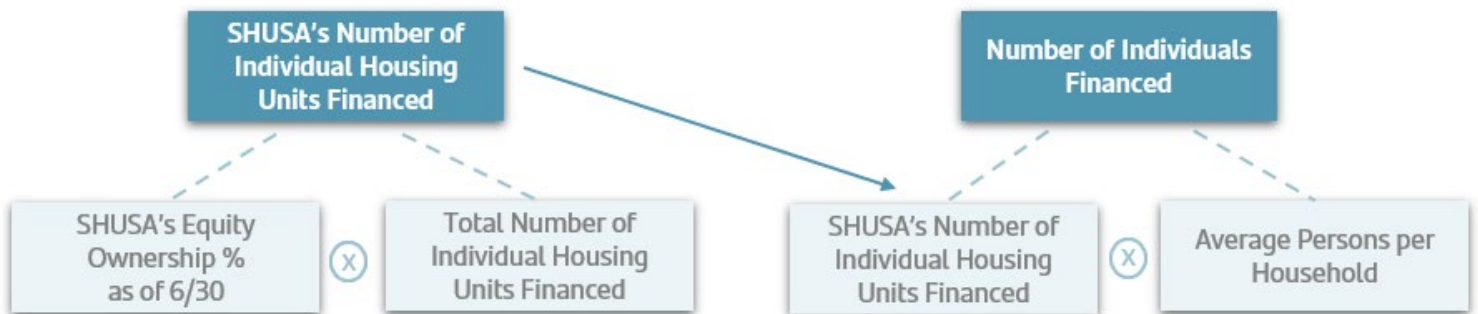 SHUSA's Number of
Individual Housing
Units Financed
Number of Individuals
Financed
SHUSA's Equity
Ownership %
as of 6/30
X
Total Number of
Individual Housing
Units Financed
SHUSA's Number of
Individual Housing
Units Financed
X
Average Persons per
Household